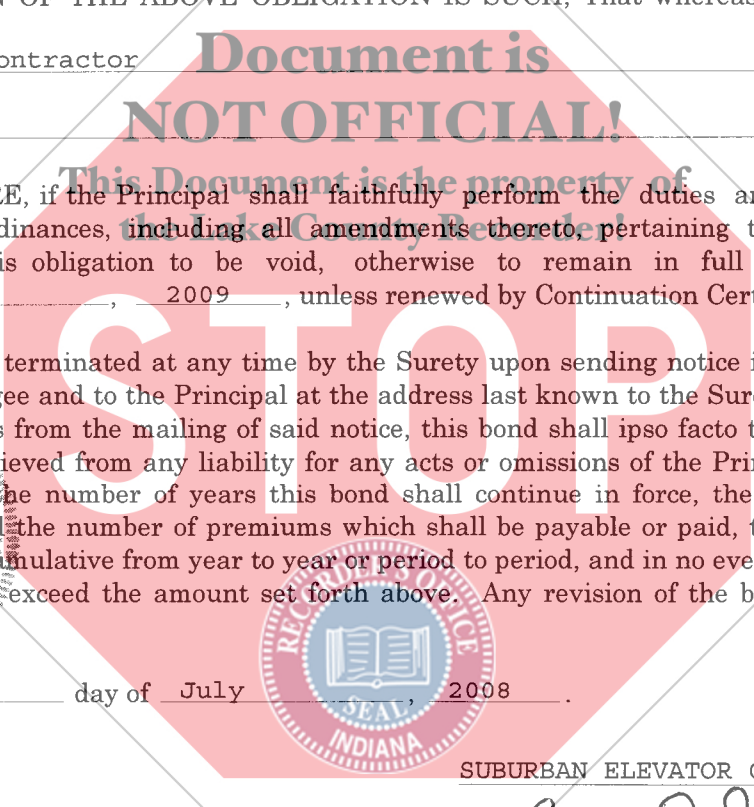 OF THE ABOVE OBLIGATION IS SUCH, That whereas
Document is
ontractor
NOT OFFICIAL!
This Document is the property of
RE, if the Principal shall faithfully perform the duties an
the Lake County Recorder!
dinances, including all amendments thereto, pertaining t
is obligation to be void, otherwise to remain in full
, 2009 , unless renewed by Continuation Cert
STOP
terminated at any time by the Surety upon sending notice i
gee and to the Principal at the address last known to the Sure
s from the mailing of said notice, this bond shall ipso facto t
ieved from any liability for any acts or omissions of the Prin
he number of years this bond shall continue in force, the
the number of premiums which shall be payable or paid, t
umulative from year to year or period to period, and in no eve
exceed the amount set forth above. Any revision of the b
RECORDER'S OFFICE
SEAL
INDIANA
day of July , 2008 .
SUBURBAN ELEVATOR